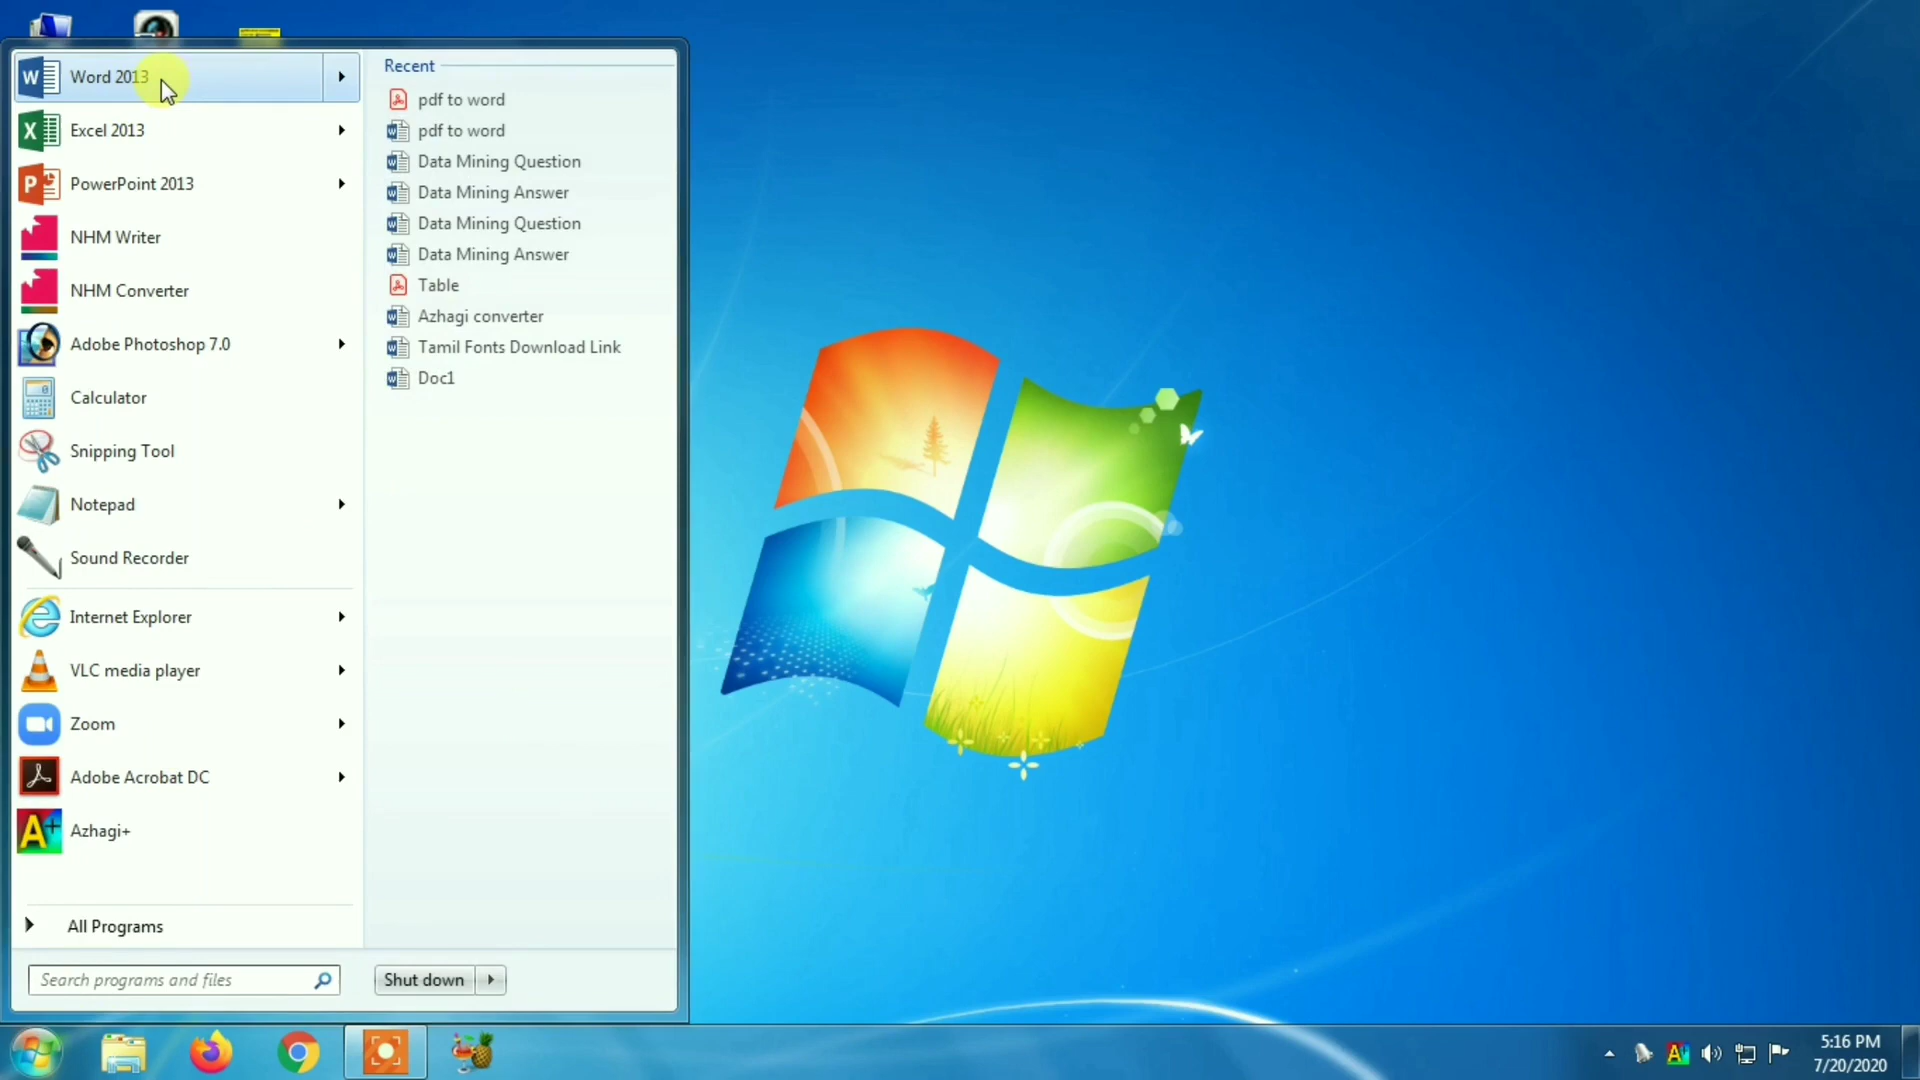 Word 2013
Excel 2013
PowerPoint 2013
NHM Writer
NHM Converter
Adobe Photoshop 7.0
Calculator
Snipping Tool
Notepad
Sound Recorder
Internet Explorer
VLC media player
Zoom
Adobe Acrobat DC
Azhagi+
All Programs
Search programs and files
Recent
pdf to word
pdf to word
Data Mining Question
Data Mining Answer
Data Mining Question
Data Mining Answer
Table
Azhagi converter
Tamil Fonts Download Link
Doc1
Shut down
5:16 PM
7/20/2020